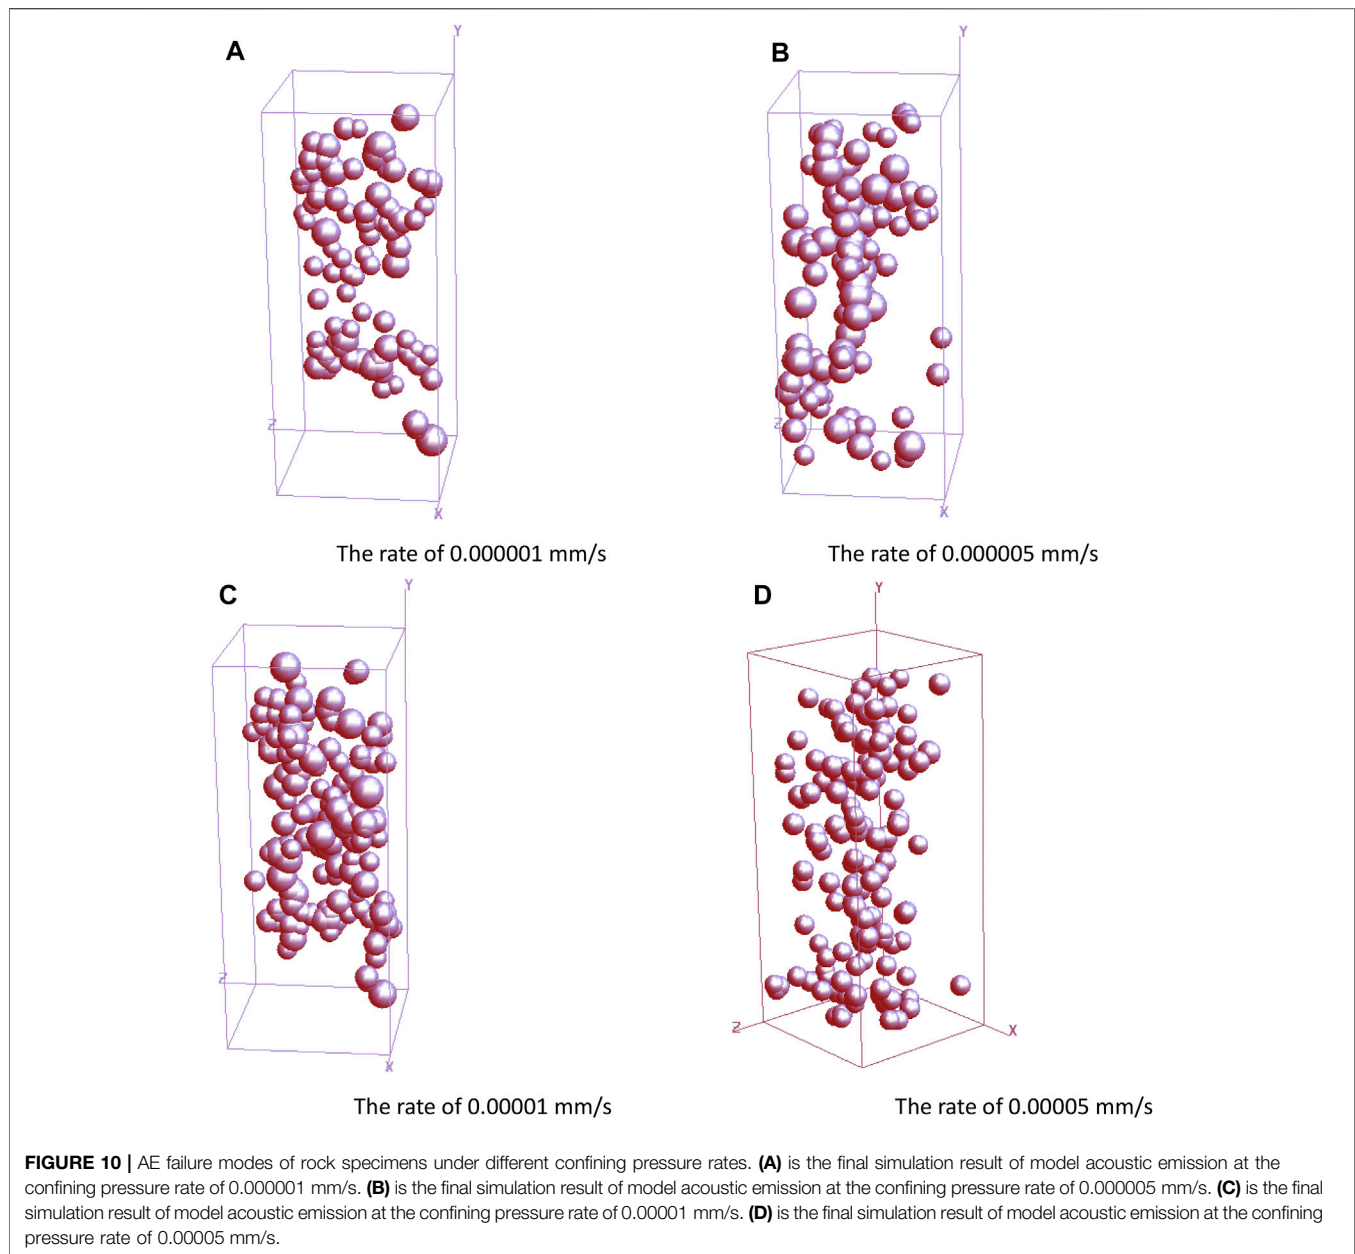 A
Y
B
Y
Z
X
Z
X
The rate of 0.000001 mm/s
The rate of 0.000005 mm/s
C
Y
D
Y
Z
X
Z
X
The rate of 0.00001 mm/s
The rate of 0.00005 mm/s
FIGURE 10 | AE failure modes of rock specimens under different confining pressure rates. (A) is the final simulation result of model acoustic emission at the
confining pressure rate of 0.000001 mm/s. (B) is the final simulation result of model acoustic emission at the confining pressure rate of 0.000005 mm/s. (C) is the final
simulation result of model acoustic emission at the confining pressure rate of 0.00001 mm/s. (D) is the final simulation result of model acoustic emission at the confining
pressure rate of 0.00005 mm/s.